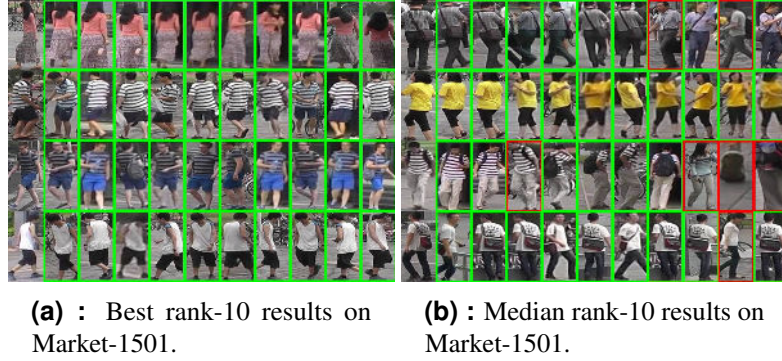 (a) : Best rank-10 results on
Market-1501.
(b) : Median rank-10 results on
Market-1501.